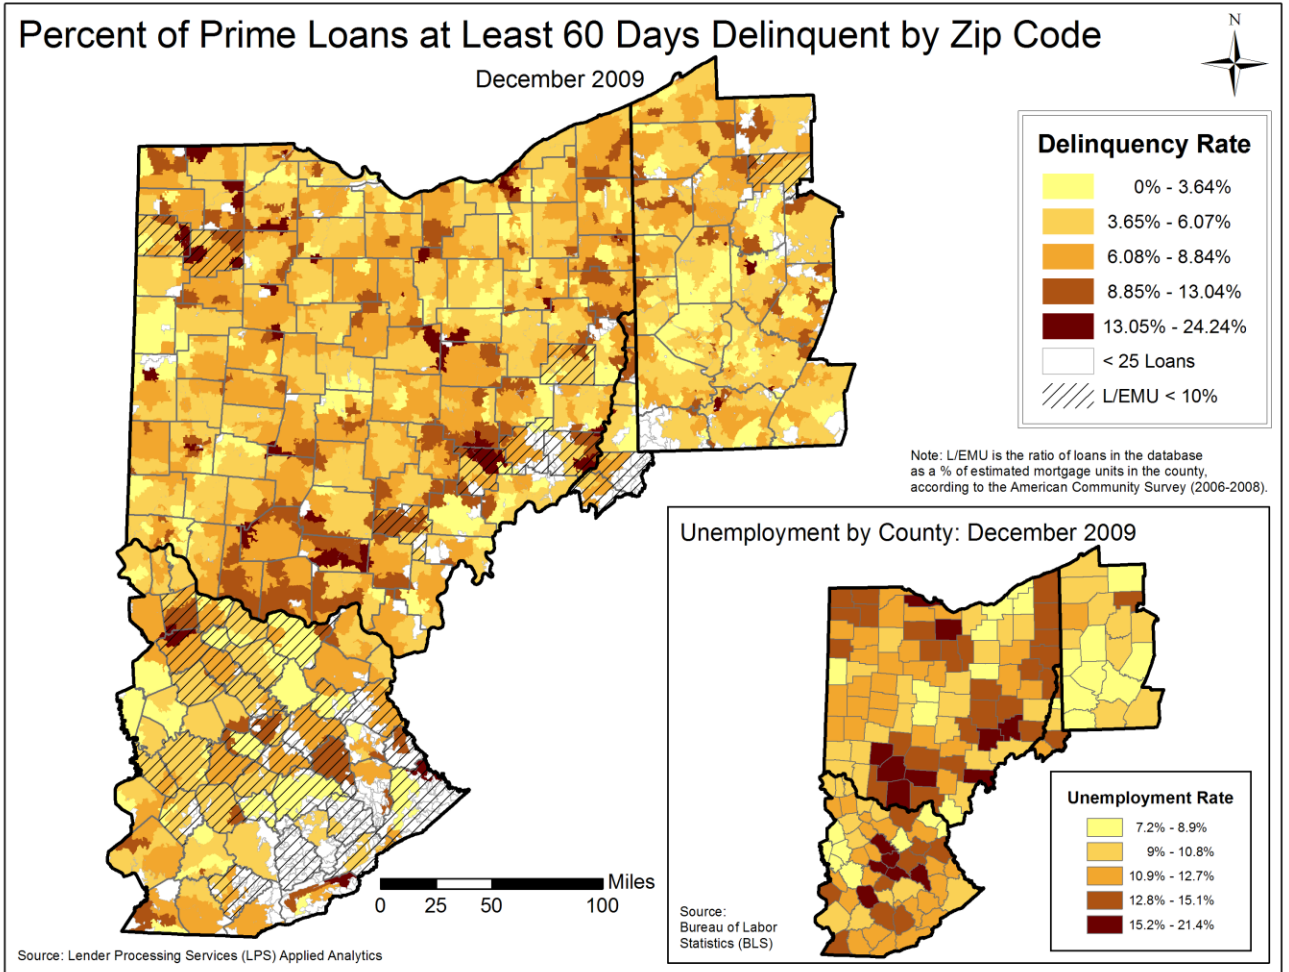 Percent of Prime Loans at Least 60 Days Delinquent by Zip Code
December 2009
N
Delinquency Rate
0% - 3.64%
3.65% - 6.07%
6.08% - 8.84%
8.85% - 13.04%
13.05% - 24.24%
< 25 Loans
L/EMU < 10%
Note: L/EMU is the ratio of loans in the database
as a % of estimated mortgage units in the county,
according to the American Community Survey (2006-2008).
Unemployment by County: December 2009
Unemployment Rate
7.2% - 8.9%
9% - 10.8%
10.9% - 12.7%
12.8% - 15.1%
15.2% - 21.4%
Source:
Bureau of Labor
Statistics (BLS)
Miles
0 25 50 100
Source: Lender Processing Services (LPS) Applied Analytics